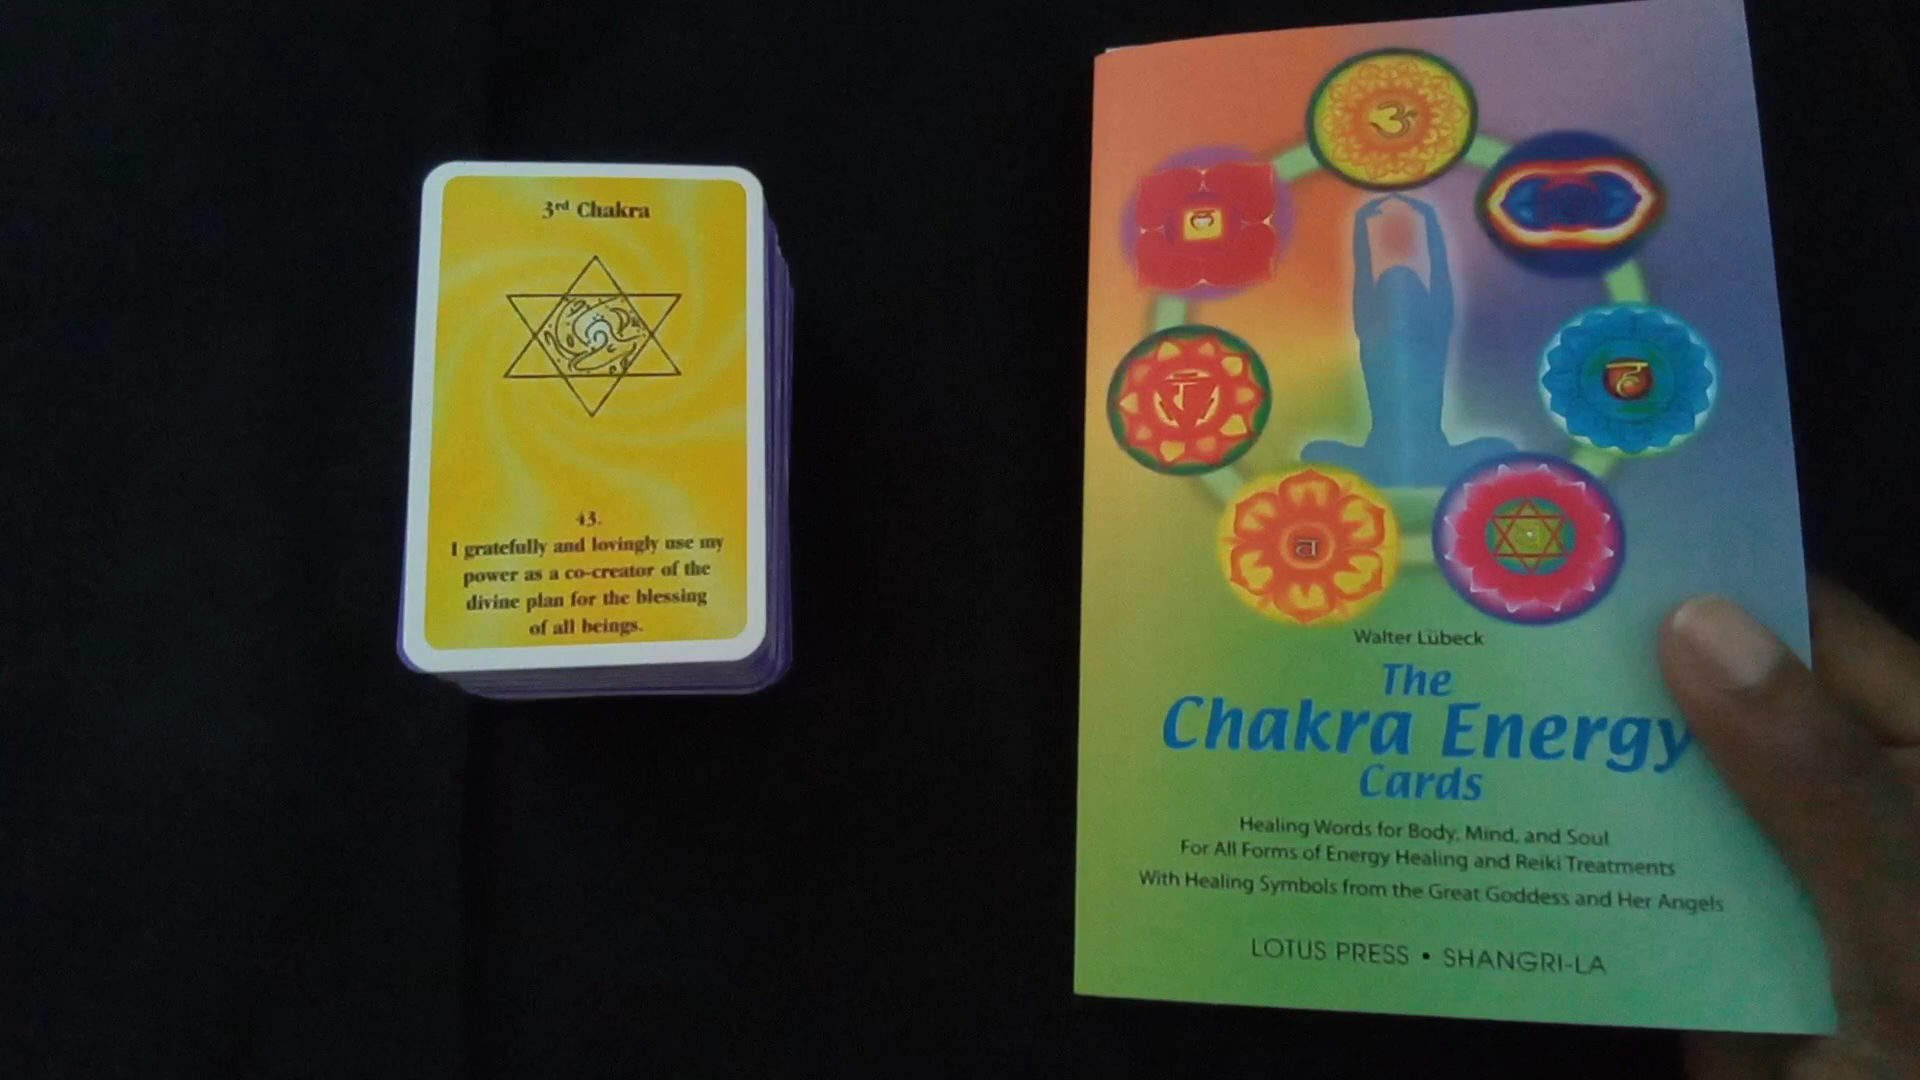 3rd Chakra
43.
I gratefully and lovingly use my
power as a co-creator of the
divine plan for the blessing
of all beings.
ॐ
ह
व
Walter Lübeck
The
Chakra Energy
Cards
Healing Words for Body, Mind, and Soul
For All Forms of Energy Healing and Reiki Treatments
With Healing Symbols from the Great Goddess and Her Angels
LOTUS PRESS • SHANGRI-LA